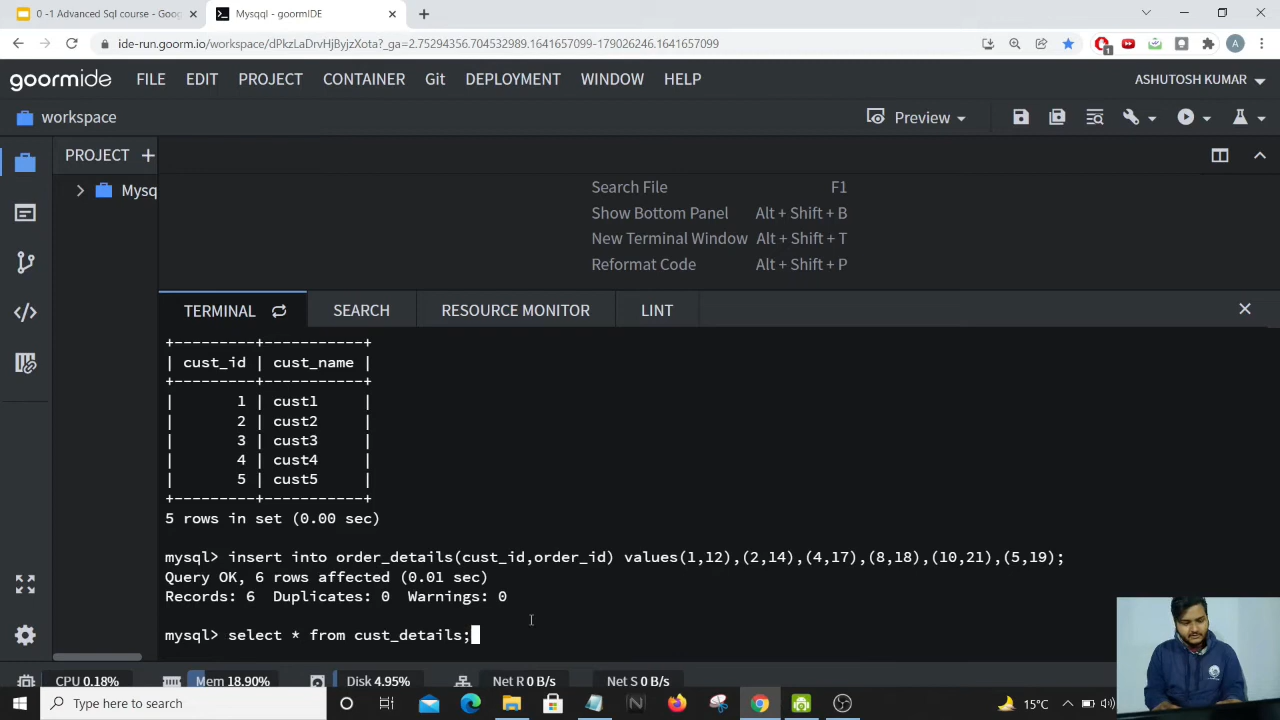 0 -1 Advanced Sql course - Goog
Mysqql - goormIDE
ide-run.goorm.io/workspace/dPkzLaDrvHjByjzXota?_ga=2.75294356.704532989.1641657099-179026246.1641657099
1
A
goormide FILE EDIT PROJECT CONTAINER Git DEPLOYMENT WINDOW HELP ASHUTOSH KUMAR
workspace Preview
PROJECT
Mysq
Search File F1
Show Bottom Panel Alt + Shift + B
New Terminal Window Alt + Shift + T
Reformat Code Alt + Shift + P
TERMINAL SEARCH RESOURCE MONITOR LINT
+---------+-----------+
| cust_id | cust_name |
+---------+-----------+
| 1 | cust1 |
| 2 | cust2 |
| 3 | cust3 |
| 4 | cust4 |
| 5 | cust5 |
+---------+-----------+
5 rows in set (0.00 sec)
mysql> insert into order_details(cust_id,order_id) values(1,12),(2,14),(4,17),(8,18),(10,21),(5,19);
Query OK, 6 rows affected (0.01 sec)
Records: 6 Duplicates: 0 Warnings: 0
mysql> select * from cust_details;
CPU 0.18% Mem 18.90% Disk 4.95% Net R 0 B/s Net S 0 B/s
Type here to search
15°C